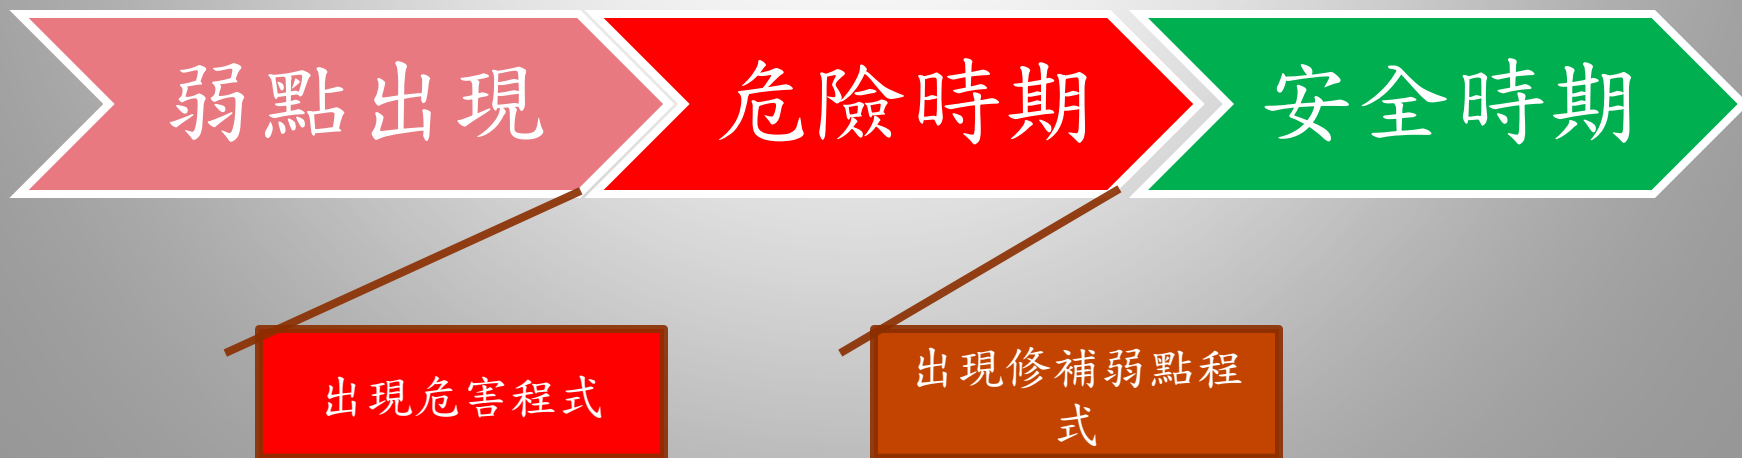 弱點出現
危險時期
安全時期
出現危害程式
出現修補弱點程
式